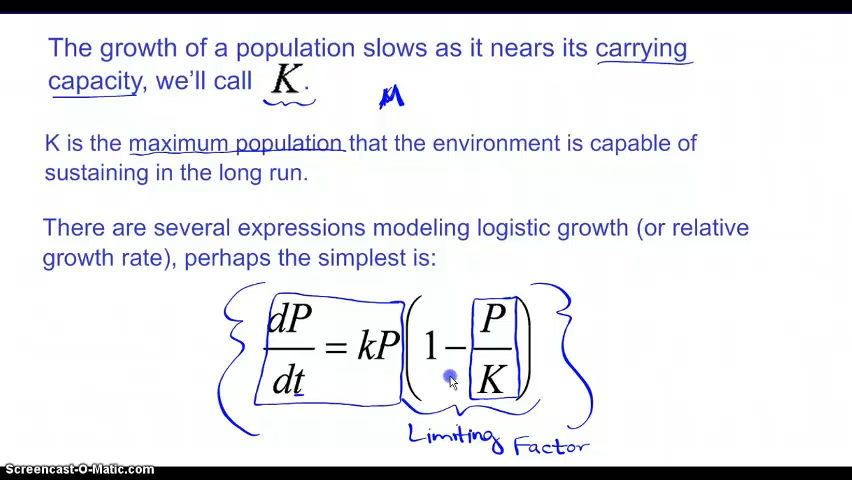 The growth of a population slows as it nears its carrying
capacity, we'll call K.
M
K is the maximum population that the environment is capable of
sustaining in the long run.
There are several expressions modeling logistic growth (or relative
growth rate), perhaps the simplest is:
dP/dt = kP(1 − P/K)
Limiting Factor
Screencast-O-Matic.com